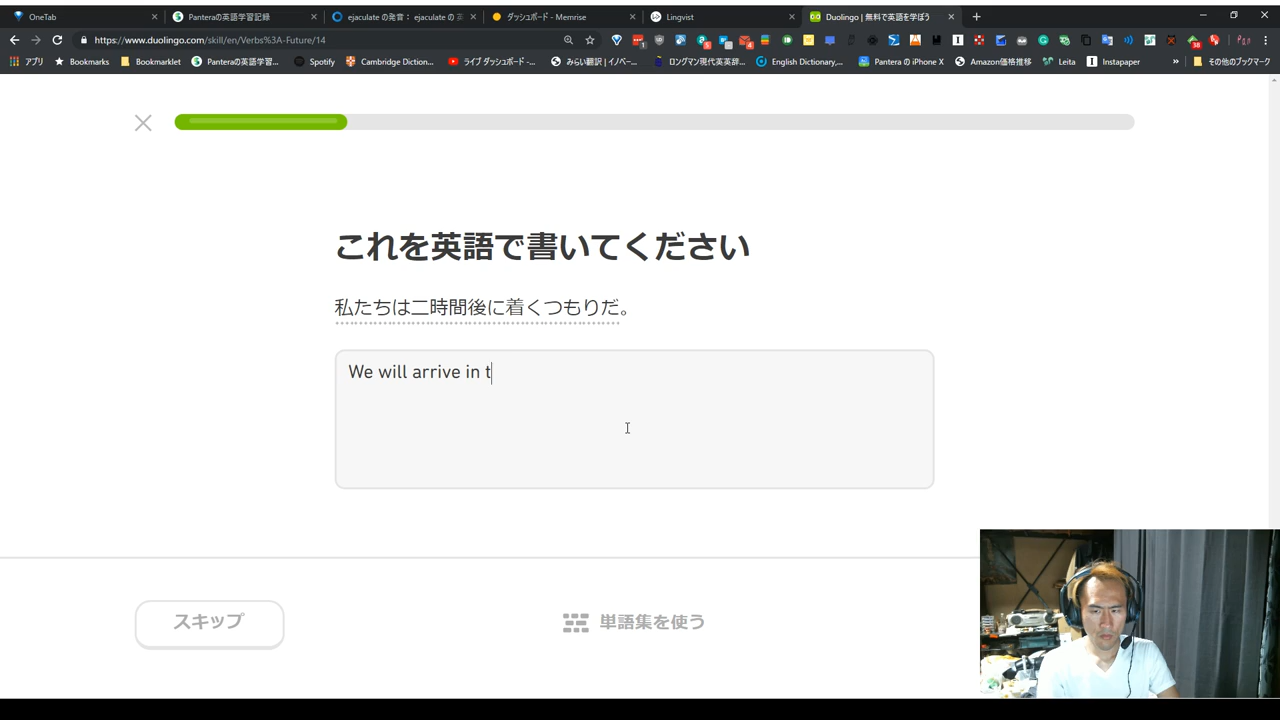 OneTab
Panteraの英語学習記録
ejaculate の発音： ejaculate の 英
ダッシュボード - Memrise
Lingvist
Duolingo | 無料で英語を学ぼう
https://www.duolingo.com/skill/en/Verbs%3A-Future/14
アプリ
Bookmarks
Bookmarklet
Panteraの英語学習...
Spotify
Cambridge Diction...
ライブ ダッシュボード -...
みらい翻訳 | イノベー...
ロングマン現代英英辞...
English Dictionary,...
Pantera の iPhone X
Amazon価格推移
Leita
Instapaper
»
その他のブックマーク
これを英語で書いてください
私たちは二時間後に着くつもりだ。
We will arrive in t
スキップ
単語集を使う